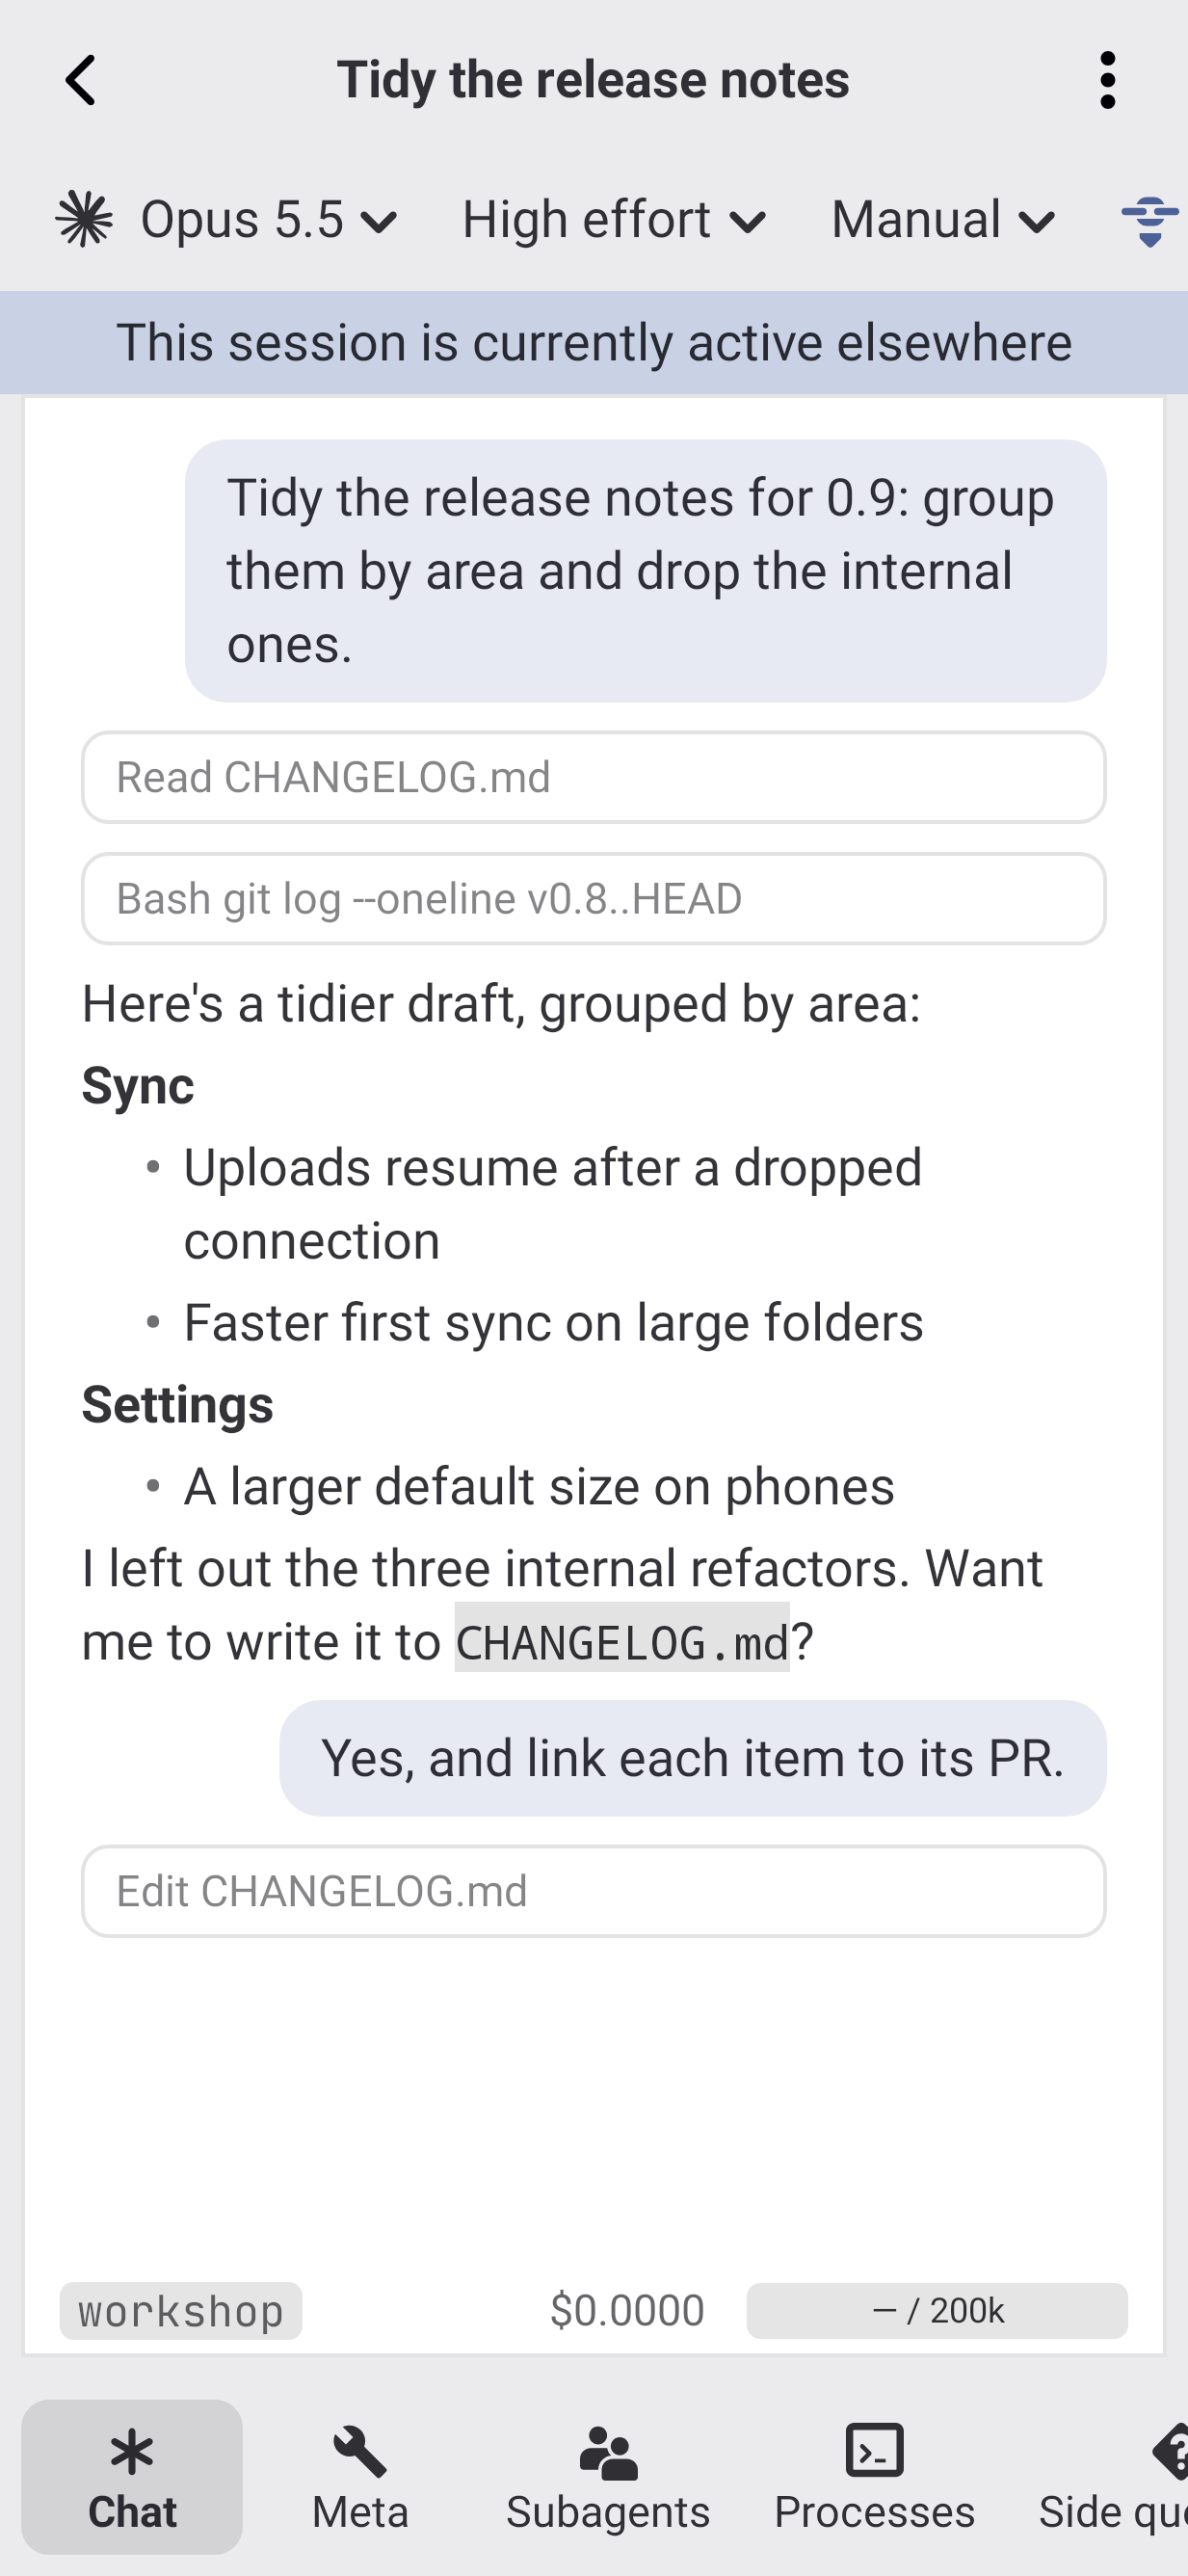 Tidy the release notes
Opus 5.5
High effort
Manual
This session is currently active elsewhere
Tidy the release notes for 0.9: group
them by area and drop the internal
ones.
Read CHANGELOG.md
Bash git log --oneline v0.8..HEAD
Here's a tidier draft, grouped by area:
Sync
• Uploads resume after a dropped
connection
• Faster first sync on large folders
Settings
• A larger default size on phones
I left out the three internal refactors. Want
me to write it to CHANGELOG.md?
Yes, and link each item to its PR.
Edit CHANGELOG.md
workshop
$0.0000
— / 200k
Chat
Meta
Subagents
Processes
Side